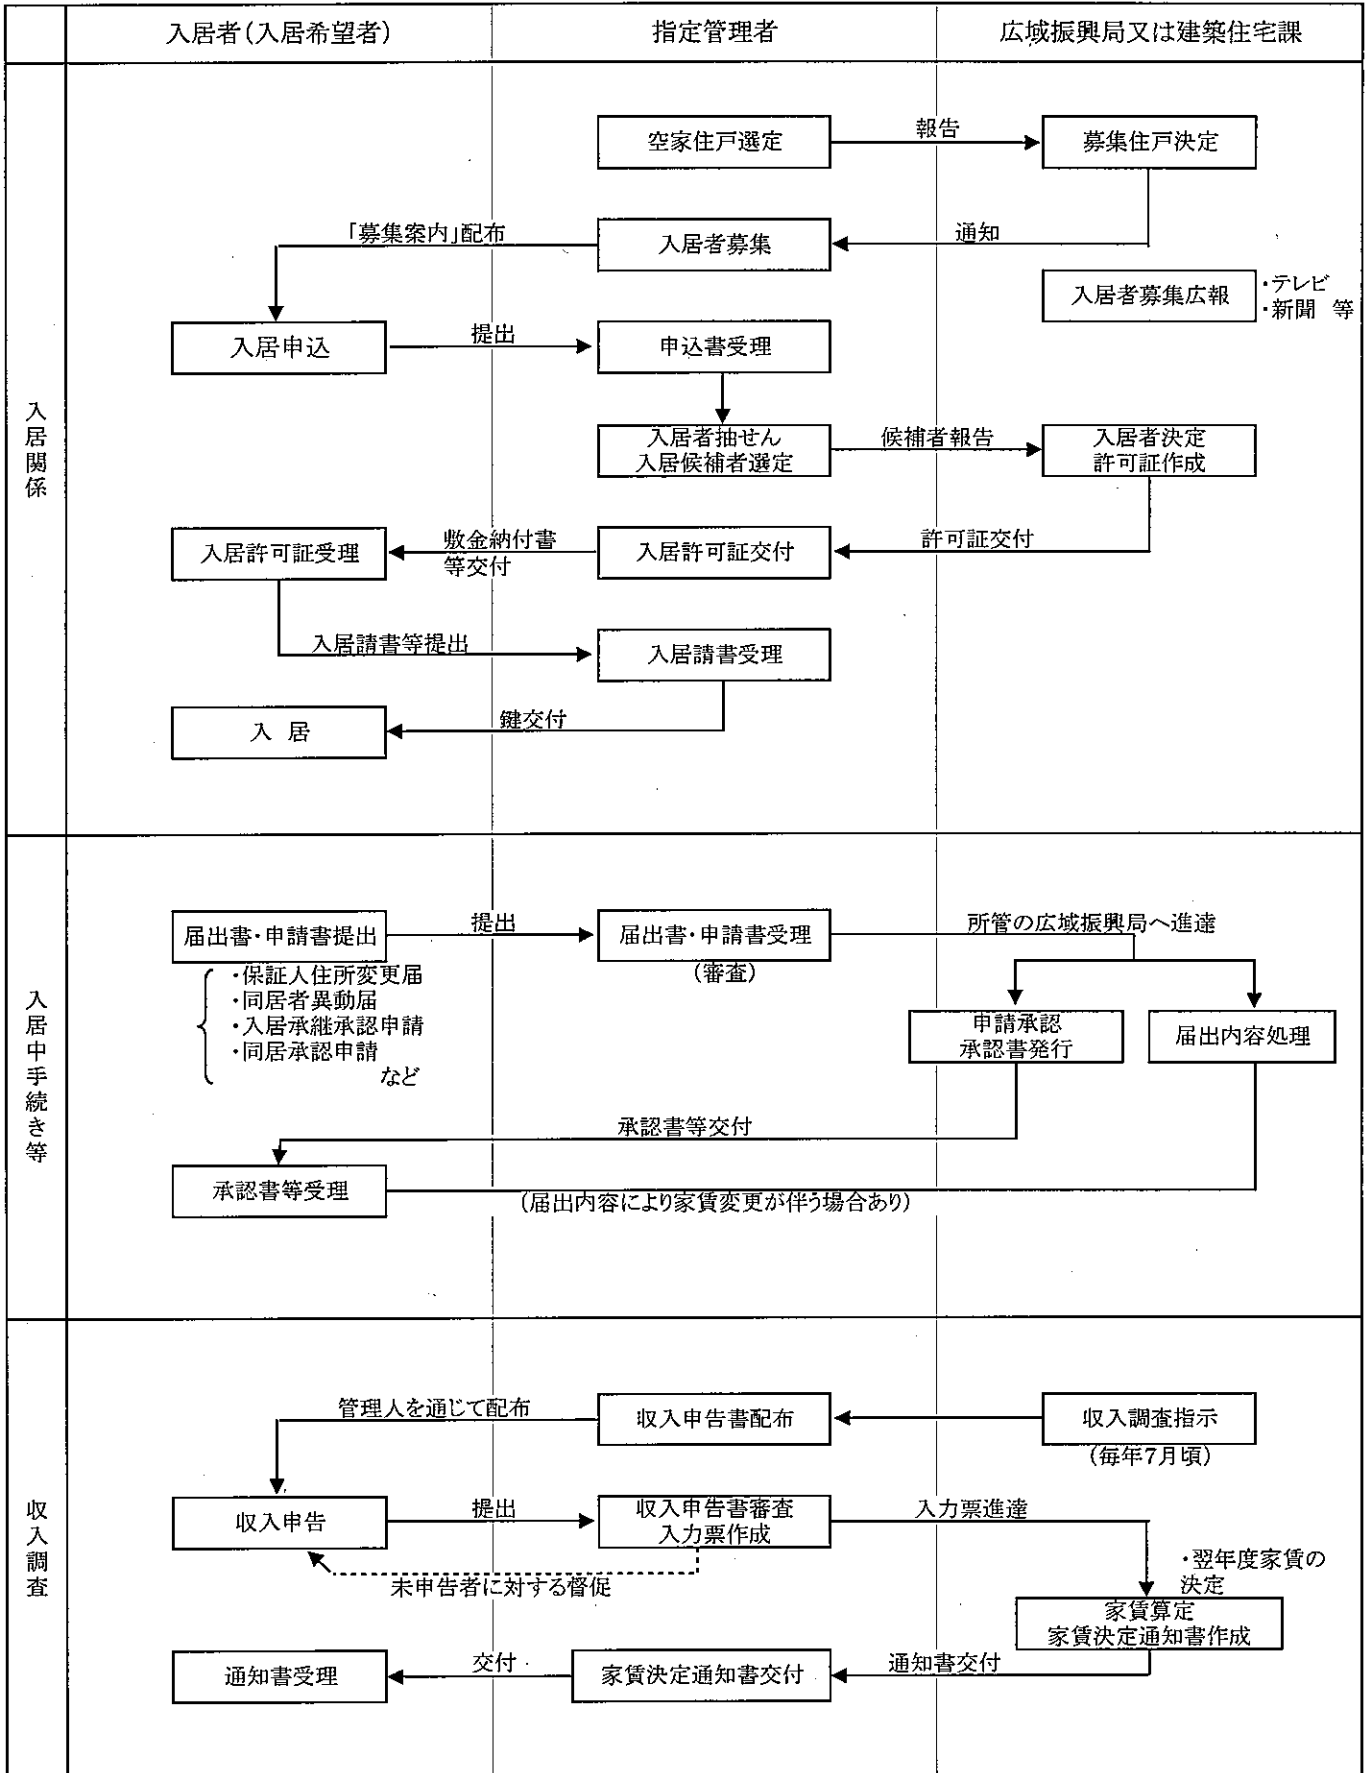 入居者(入居希望者)
指定管理者
広域振興局又は建築住宅課
入居関係
空家住戸選定
報告
募集住戸決定
「募集案内」配布
入居者募集
通知
入居者募集広報
・テレビ
・新聞 等
入居申込
提出
申込書受理
入居者抽せん
入居候補者選定
候補者報告
入居者決定
許可証作成
入居許可証受理
敷金納付書
等交付
入居許可証交付
許可証交付
入居請書等提出
入居請書受理
入 居
鍵交付
入居中手続き等
届出書・申請書提出
提出
届出書・申請書受理
(審査)
所管の広域振興局へ進達
・保証人住所変更届
・同居者異動届
・入居承継承認申請
・同居承認申請
など
申請承認
承認書発行
届出内容処理
承認書等交付
承認書等受理
(届出内容により家賃変更が伴う場合あり)
収入調査
管理人を通じて配布
収入申告書配布
収入調査指示
(毎年7月頃)
収入申告
提出
収入申告書審査
入力票作成
入力票進達
未申告者に対する督促
・翌年度家賃の
決定
家賃算定
家賃決定通知書作成
通知書受理
交付
家賃決定通知書交付
通知書交付